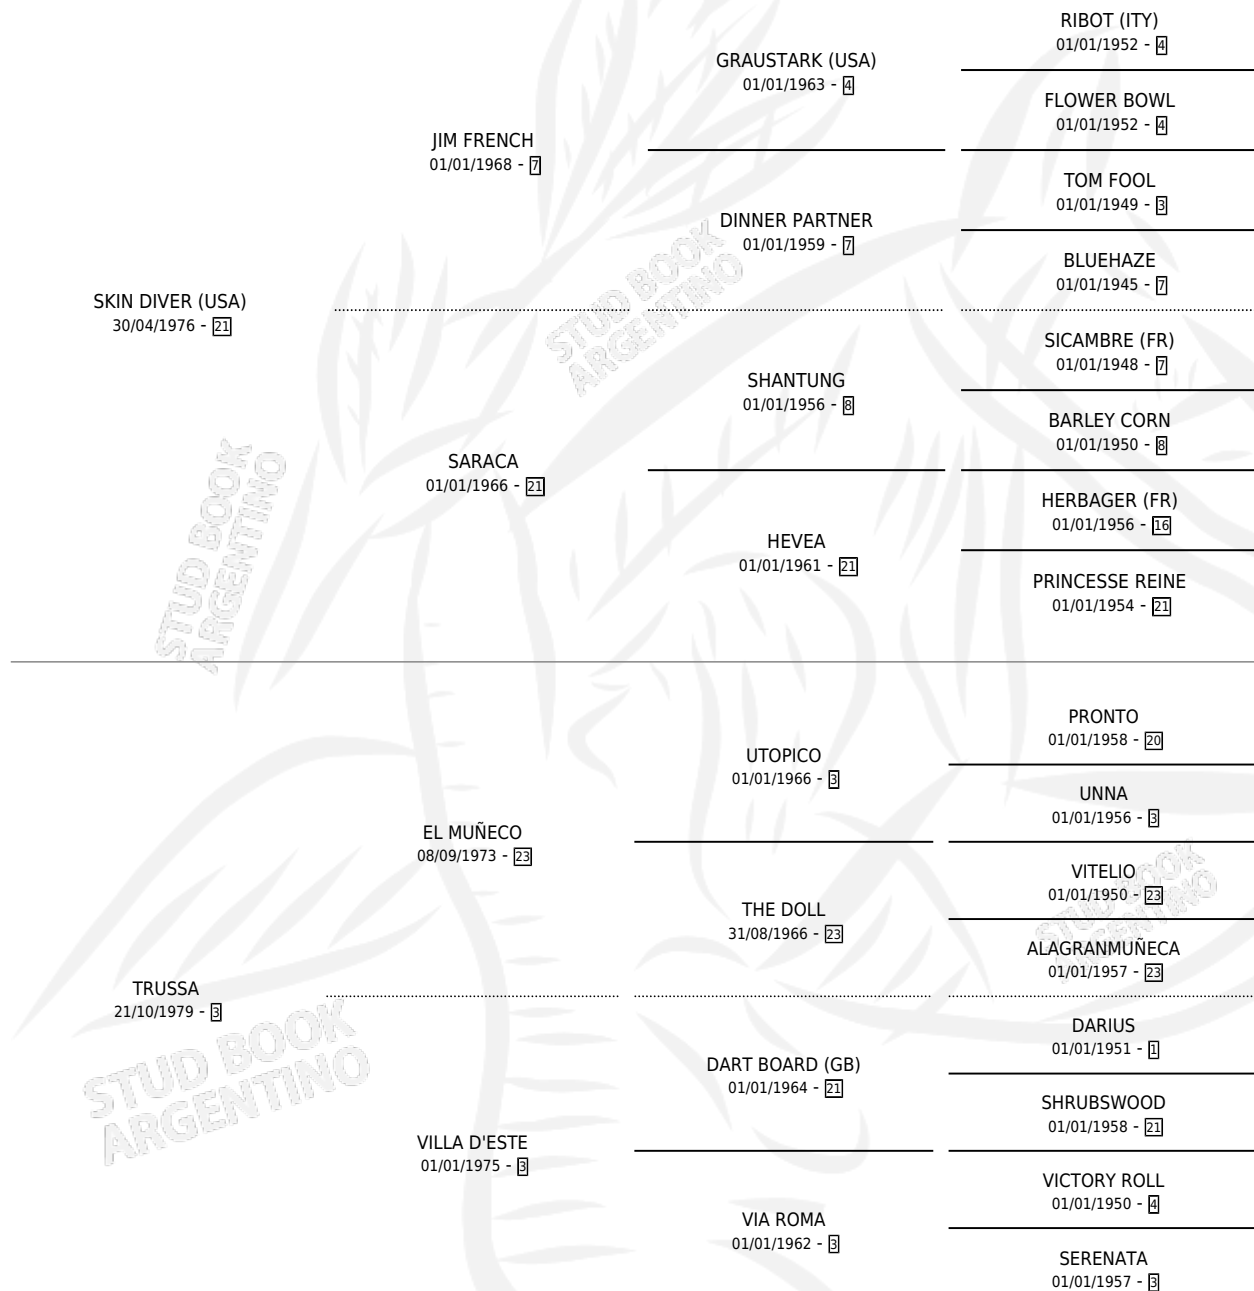 RIBOT (ITY)
01/01/1952 - 4
GRAUSTARK (USA)
01/01/1963 - 4
FLOWER BOWL
01/01/1952 - 4
JIM FRENCH
01/01/1968 - 7
TOM FOOL
01/01/1949 - 3
DINNER PARTNER
01/01/1959 - 7
BLUEHAZE
01/01/1945 - 7
SKIN DIVER (USA)
30/04/1976 - 21
SICAMBRE (FR)
01/01/1948 - 7
SHANTUNG
01/01/1956 - 8
BARLEY CORN
01/01/1950 - 8
SARACA
01/01/1966 - 21
HERBAGER (FR)
01/01/1956 - 16
HEVEA
01/01/1961 - 21
PRINCESSE REINE
01/01/1954 - 21
PRONTO
01/01/1958 - 20
UTOPICO
01/01/1966 - 3
UNNA
01/01/1956 - 3
EL MUÑECO
08/09/1973 - 23
VITELIO
01/01/1950 - 23
THE DOLL
31/08/1966 - 23
ALAGRANMUÑECA
01/01/1957 - 23
TRUSSA
21/10/1979 - 3
DARIUS
01/01/1951 - 1
DART BOARD (GB)
01/01/1964 - 21
SHRUBSWOOD
01/01/1958 - 21
VILLA D'ESTE
01/01/1975 - 3
VICTORY ROLL
01/01/1950 - 4
VIA ROMA
01/01/1962 - 3
SERENATA
01/01/1957 - 3
STUD BOOK
ARGENTINO
STUD BOOK
ARGENTINO
STUD BOOK
ARGENTINO
STUD BOOK
ARGENTINO